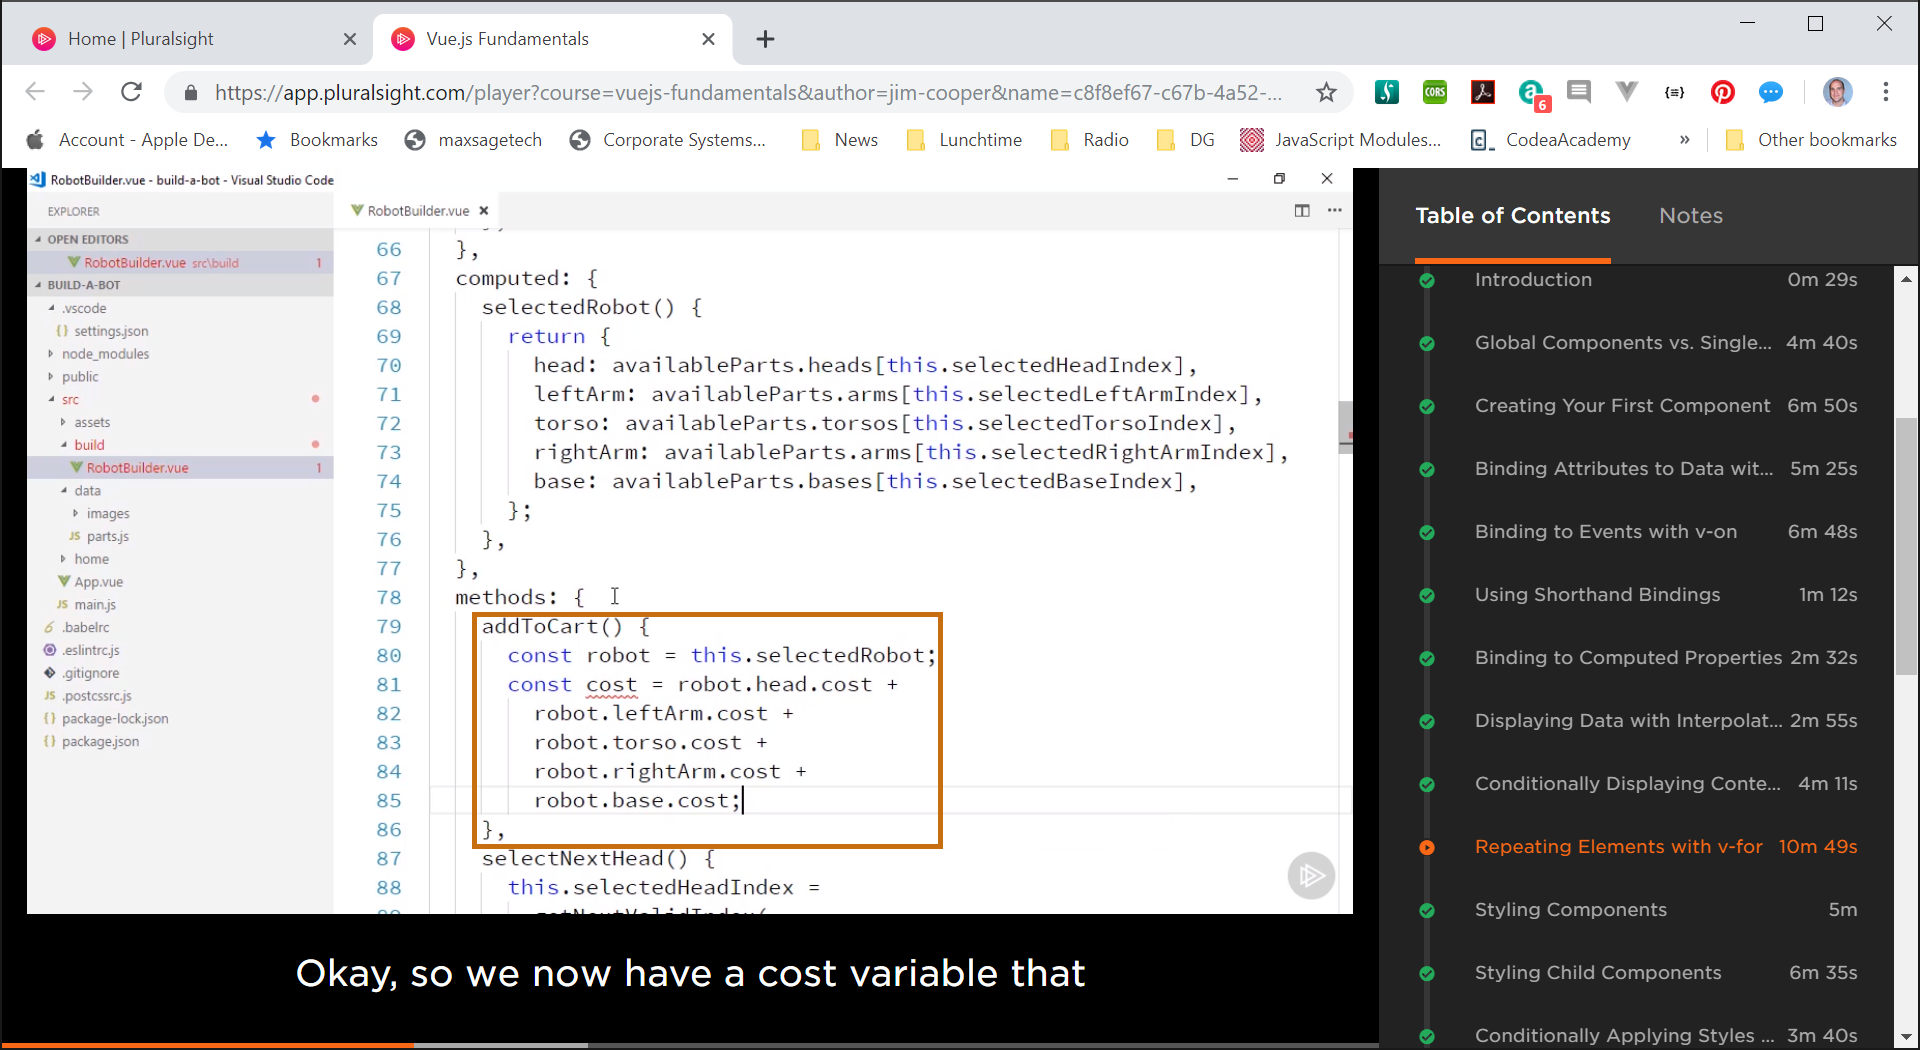 Home | Pluralsight
Vue.js Fundamentals
https://app.pluralsight.com/player?course=vuejs-fundamentals&author=jim-cooper&name=c8f8ef67-c67b-4a52-...
CORS
6
{≡}
Account - Apple De...
Bookmarks
maxsagetech
Corporate Systems...
News
Lunchtime
Radio
DG
JavaScript Modules...
CodeaAcademy
»
Other bookmarks
RobotBuilder.vue - build-a-bot - Visual Studio Code
EXPLORER
OPEN EDITORS
RobotBuilder.vue src\build 1
BUILD-A-BOT
.vscode
{} settings.json
node_modules
public
src
assets
build
RobotBuilder.vue 1
data
images
JS parts.js
home
App.vue
JS main.js
.babelrc
.eslintrc.js
.gitignore
JS .postcssrc.js
{} package-lock.json
{} package.json
RobotBuilder.vue
66 },
67 computed: {
68 selectedRobot() {
69 return {
70 head: availableParts.heads[this.selectedHeadIndex],
71 leftArm: availableParts.arms[this.selectedLeftArmIndex],
72 torso: availableParts.torsos[this.selectedTorsoIndex],
73 rightArm: availableParts.arms[this.selectedRightArmIndex],
74 base: availableParts.bases[this.selectedBaseIndex],
75 };
76 },
77 },
78 methods: {
79 addToCart() {
80 const robot = this.selectedRobot;
81 const cost = robot.head.cost +
82 robot.leftArm.cost +
83 robot.torso.cost +
84 robot.rightArm.cost +
85 robot.base.cost;
86 },
87 selectNextHead() {
88 this.selectedHeadIndex =
Okay, so we now have a cost variable that
Table of Contents
Notes
Introduction 0m 29s
Global Components vs. Single... 4m 40s
Creating Your First Component 6m 50s
Binding Attributes to Data wit... 5m 25s
Binding to Events with v-on 6m 48s
Using Shorthand Bindings 1m 12s
Binding to Computed Properties 2m 32s
Displaying Data with Interpolat... 2m 55s
Conditionally Displaying Conte... 4m 11s
Repeating Elements with v-for 10m 49s
Styling Components 5m
Styling Child Components 6m 35s
Conditionally Applying Styles ... 3m 40s